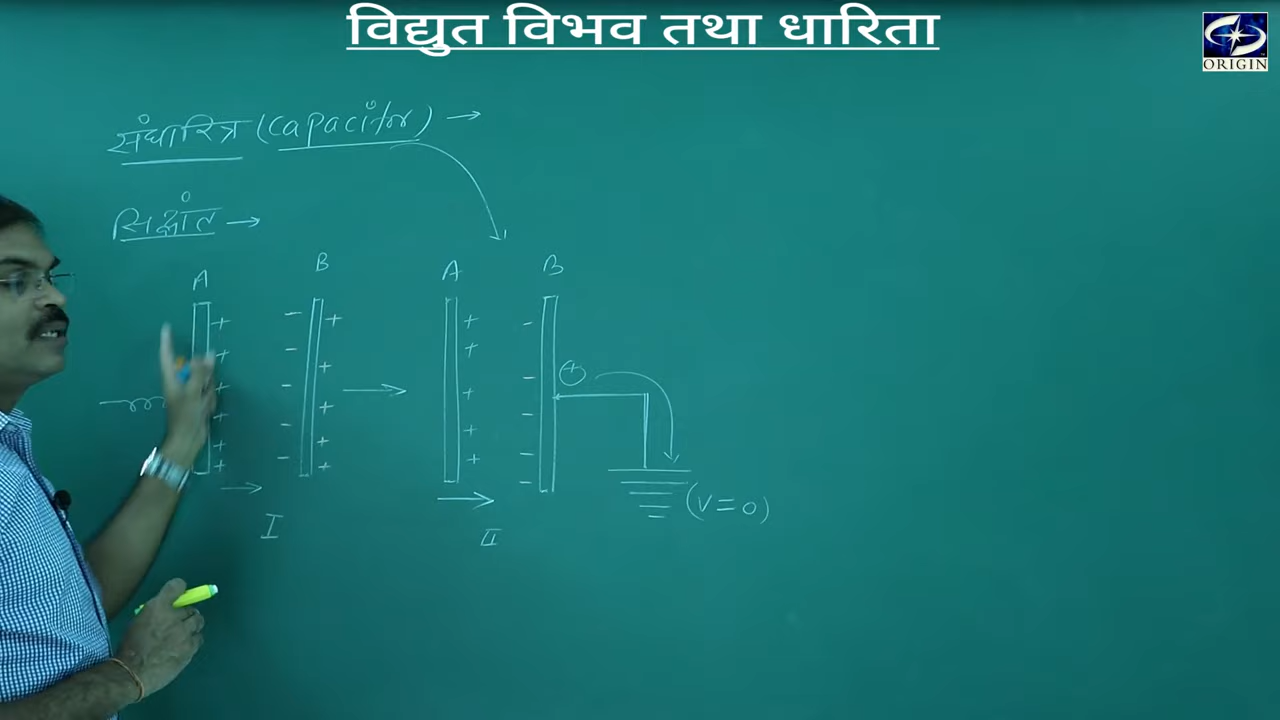 विद्युत विभव तथा धारिता
ORIGIN
संधारित्र (capacitor) →
सिद्धांत →
A B A B
+ - + + -
+ - + + -
+ - + + - +
+ - + + -
+ - + + -
+ -
I II (V = 0)